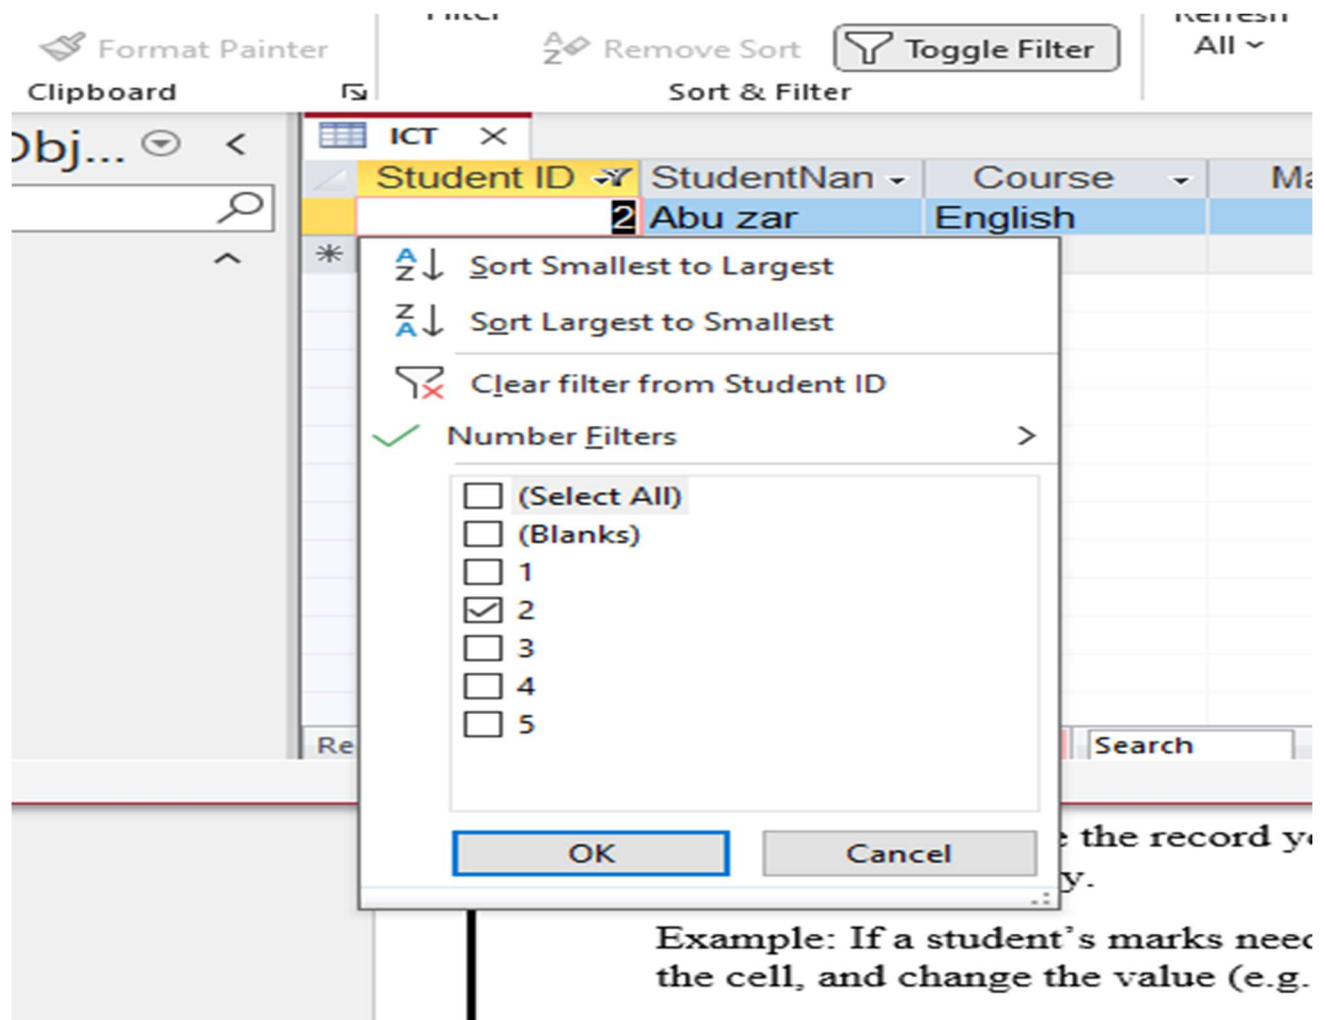 Format Painter
Remove Sort
Toggle Filter
All
Clipboard
Sort & Filter
Obj...
ICT
Student ID
StudentNan
Course
2
Abu zar
English
Sort Smallest to Largest
Sort Largest to Smallest
Clear filter from Student ID
Number Filters
(Select All)
(Blanks)
1
2
3
4
5
Search
OK
Cancel
the record
Example: If a student's marks
the cell, and change the value (e.g.